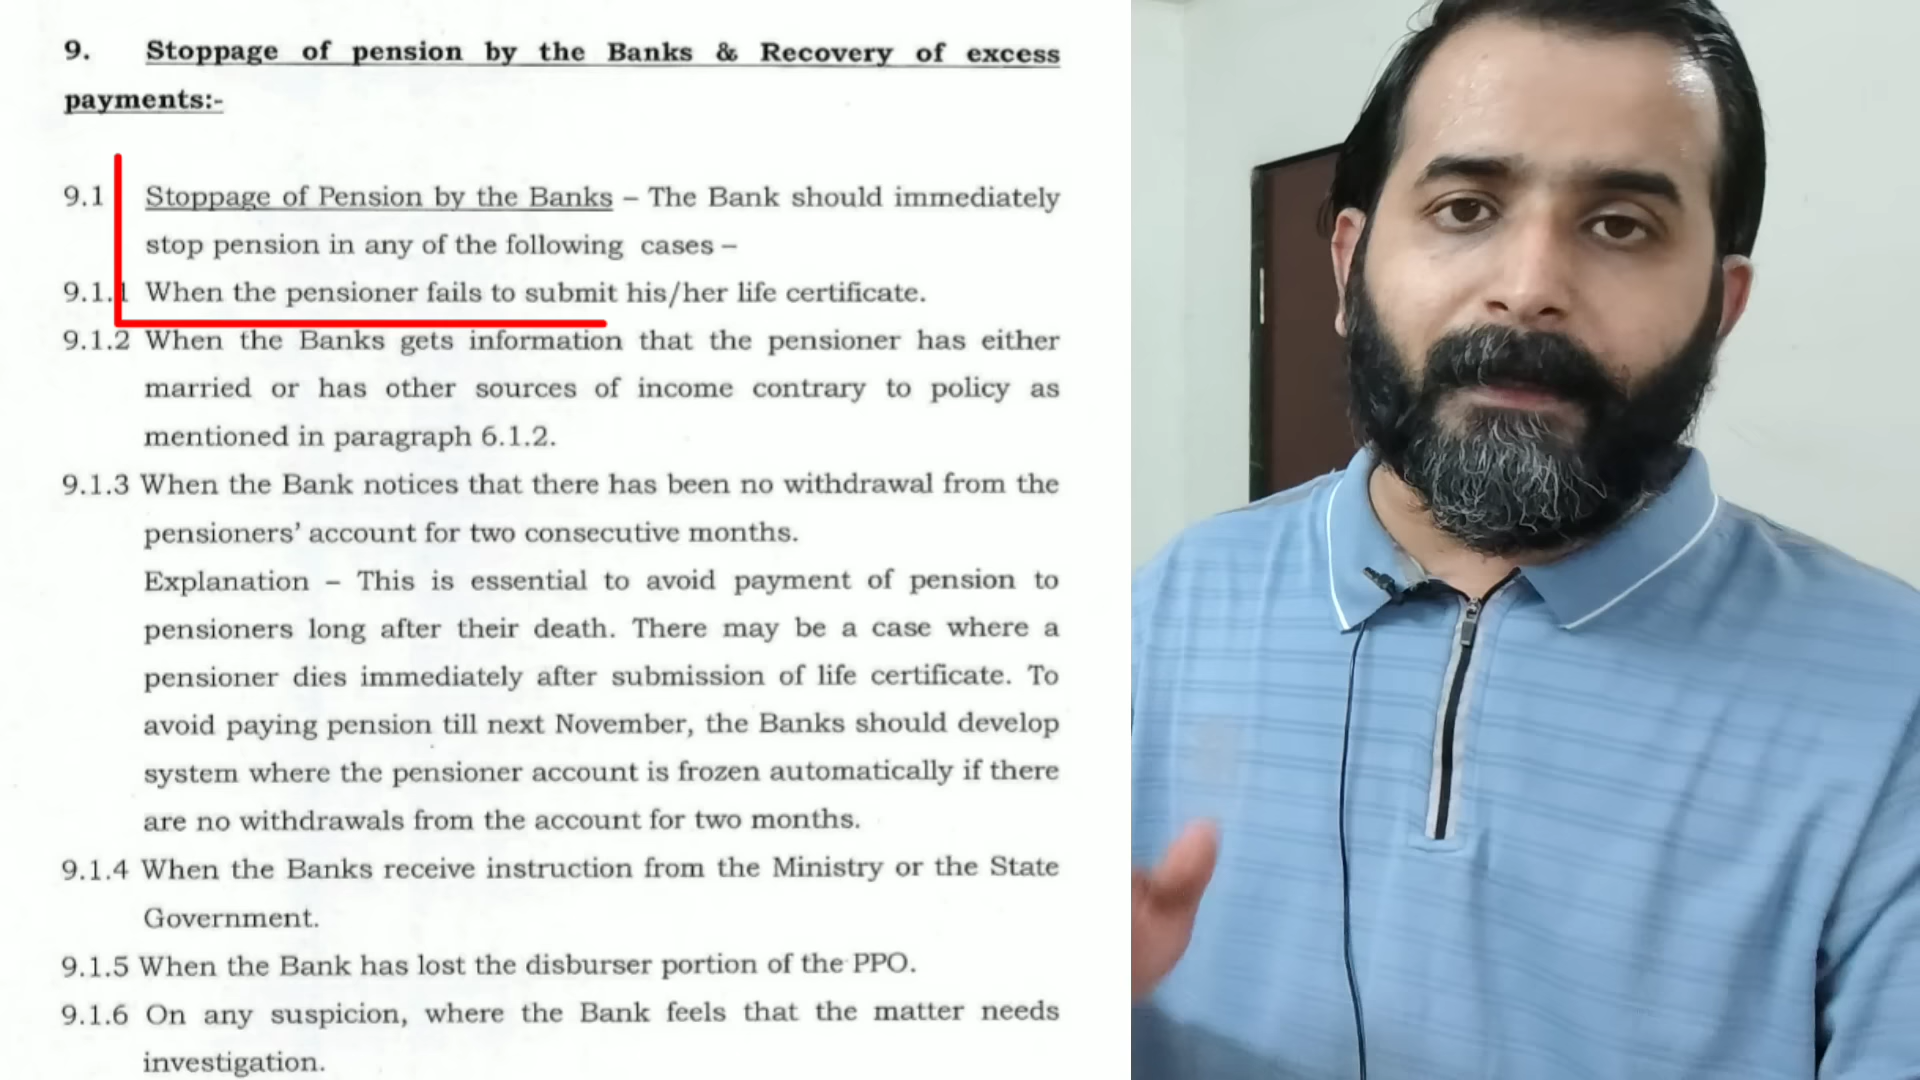 9. Stoppage of pension by the Banks & Recovery of excess
payments:-
9.1 Stoppage of Pension by the Banks – The Bank should immediately
stop pension in any of the following cases –
9.1.1 When the pensioner fails to submit his/her life certificate.
9.1.2 When the Banks gets information that the pensioner has either
married or has other sources of income contrary to policy as
mentioned in paragraph 6.1.2.
9.1.3 When the Bank notices that there has been no withdrawal from the
pensioners' account for two consecutive months.
Explanation – This is essential to avoid payment of pension to
pensioners long after their death. There may be a case where a
pensioner dies immediately after submission of life certificate. To
avoid paying pension till next November, the Banks should develop
system where the pensioner account is frozen automatically if there
are no withdrawals from the account for two months.
9.1.4 When the Banks receive instruction from the Ministry or the State
Government.
9.1.5 When the Bank has lost the disburser portion of the PPO.
9.1.6 On any suspicion, where the Bank feels that the matter needs
investigation.